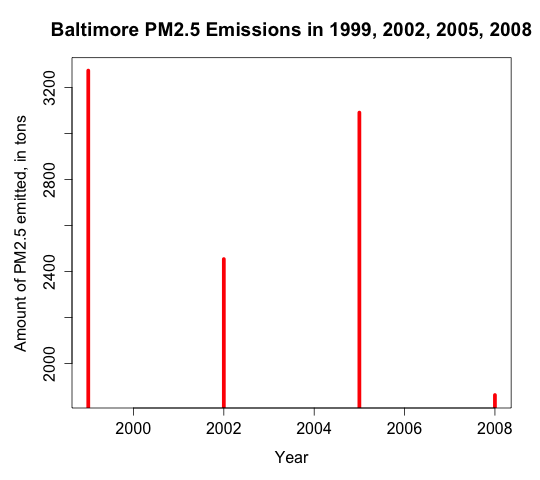 Baltimore PM2.5 Emissions in 1999, 2002, 2005, 2008
Amount of PM2.5 emitted, in tons
3200
2800
2400
2000
2000 2002 2004 2006 2008
Year